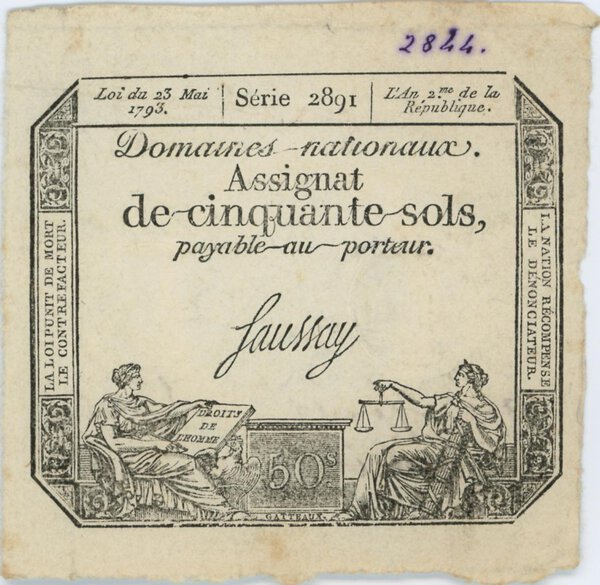 2844.
Loi du 23 Mai
1793.
Série 2891
L'An 2.me de la
République.
Domaines nationaux.
Assignat
de cinquante sols,
payable au porteur.
LA LOI PUNIT DE MORT
LE CONTREFACTEUR.
LA NATION RÉCOMPENSE
LE DÉNONCIATEUR.
Saussay
DROITS
DE
L'HOMME
50s
GATTEAUX